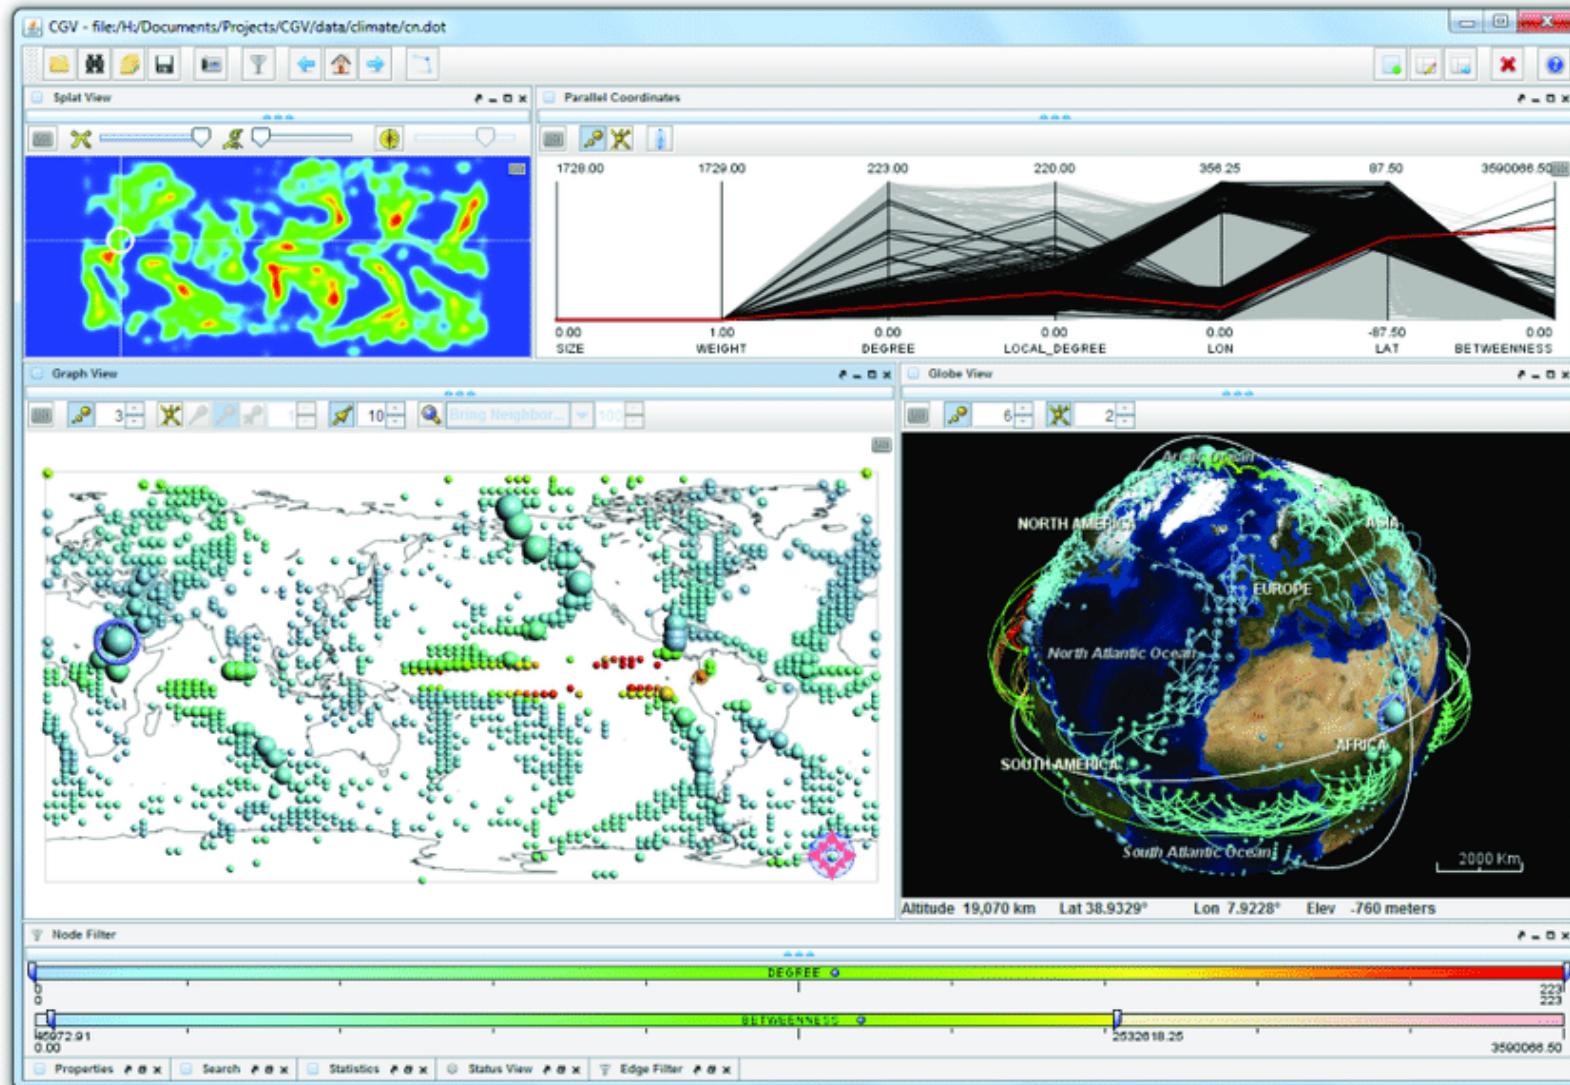 CGV - file:/H:/Documents/Projects/CGV/data/climate/cn.dot
Splat View
Parallel Coordinates
1728.00 1729.00 223.00 220.00 356.25 87.50 3590066.50
0.00 1.00 0.00 0.00 0.00 -87.50 0.00
SIZE WEIGHT DEGREE LOCAL_DEGREE LON LAT BETWEENNESS
Graph View
Globe View
3 1 10 Bring Neighbor... 100
6 2
Arctic Ocean
NORTH AMERICA
ASIA
EUROPE
North Atlantic Ocean
AFRICA
SOUTH AMERICA
South Atlantic Ocean
2000 Km
Altitude 19,070 km Lat 38.9329° Lon 7.9228° Elev -760 meters
Node Filter
DEGREE
0 223
0 223
BETWEENNESS
2532618.25
0.00 3590066.50
Properties Search Statistics Status View Edge Filter